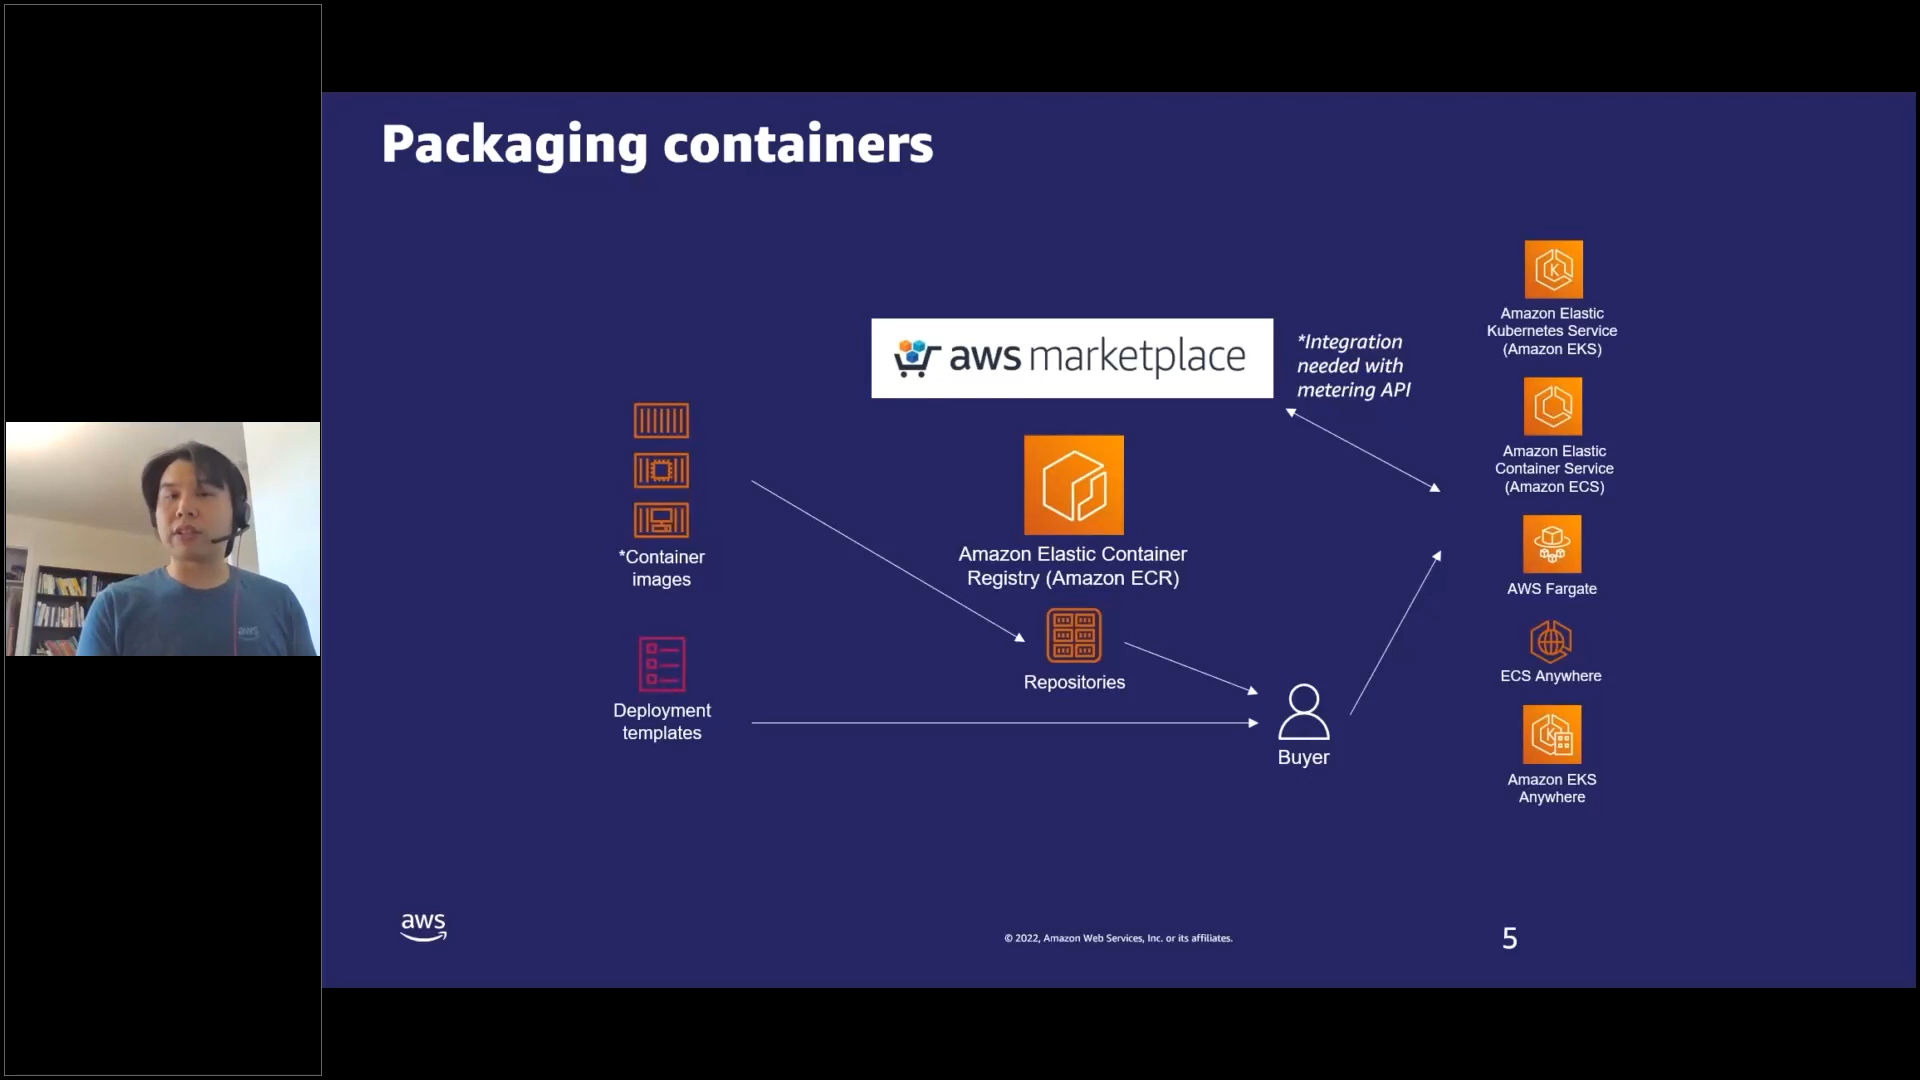 Packaging containers
aws marketplace
*Integration
needed with
metering API
*Container
images
Deployment
templates
Amazon Elastic Container
Registry (Amazon ECR)
Repositories
Buyer
Amazon Elastic
Kubernetes Service
(Amazon EKS)
Amazon Elastic
Container Service
(Amazon ECS)
AWS Fargate
ECS Anywhere
Amazon EKS
Anywhere
aws
aws
© 2022, Amazon Web Services, Inc. or its affiliates.
5